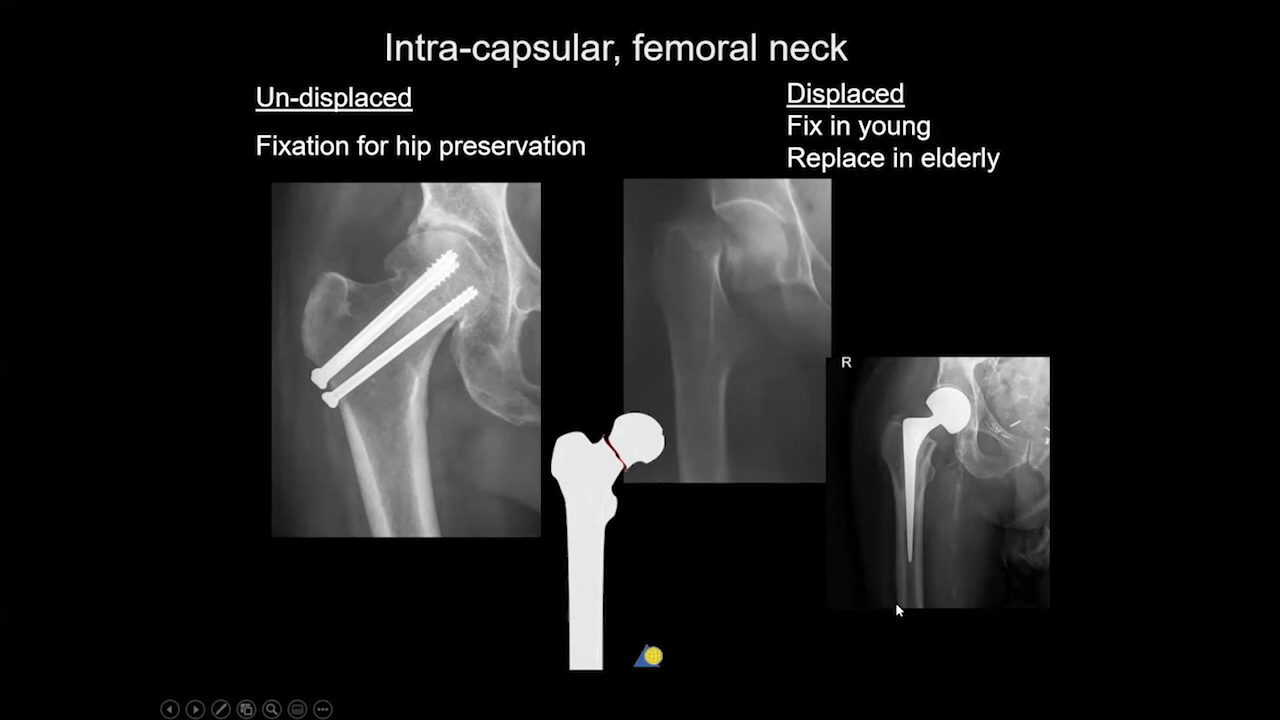 Intra-capsular, femoral neck
Un-displaced
Fixation for hip preservation
Displaced
Fix in young
Replace in elderly
R